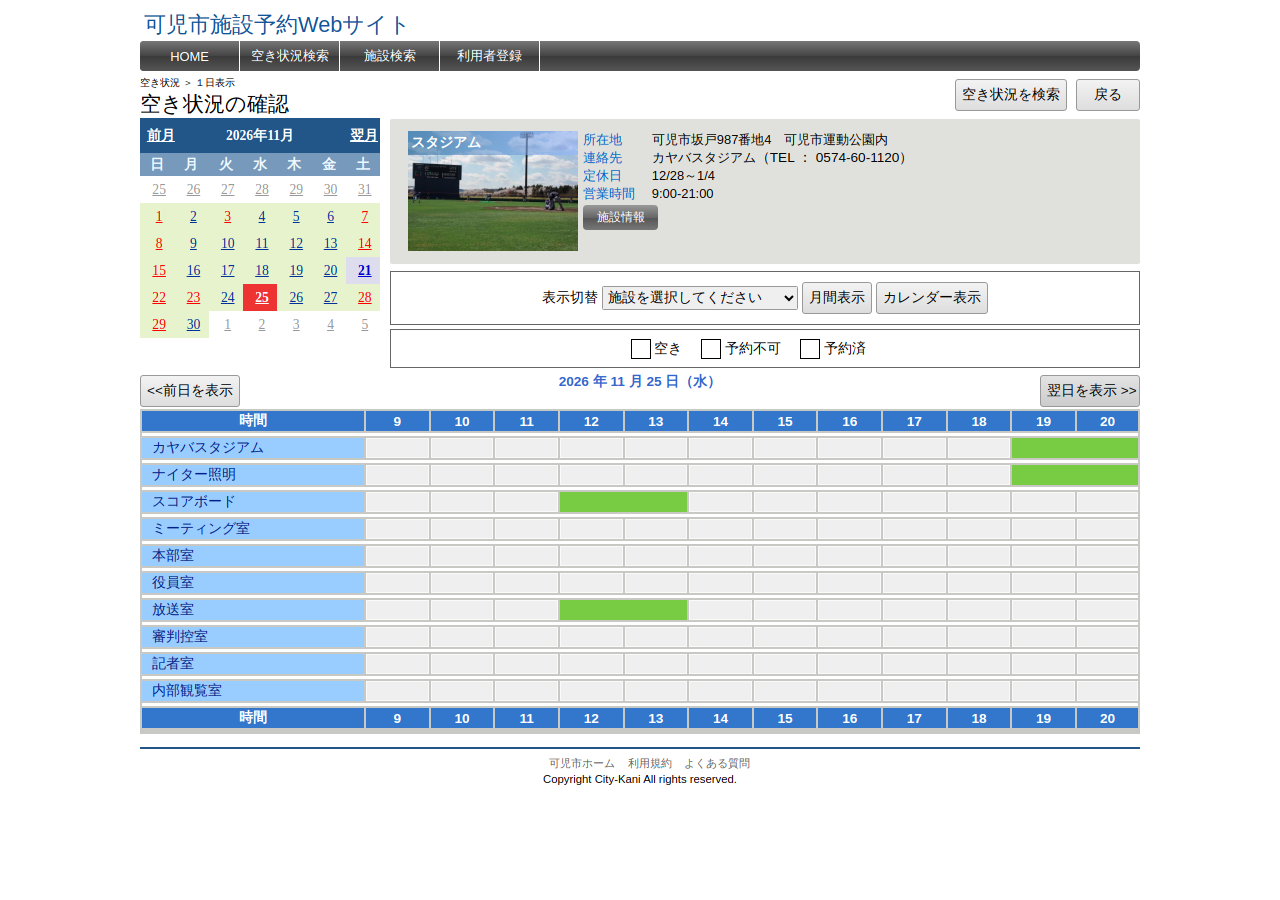 可児市施設予約Webサイト
HOME 空き状況検索 施設検索 利用者登録
空き状況 ＞ １日表示
空き状況の確認
空き状況を検索 戻る
前月 2026年11月 翌月
日 月 火 水 木 金 土
25 26 27 28 29 30 31
1 2 3 4 5 6 7
8 9 10 11 12 13 14
15 16 17 18 19 20 21
22 23 24 25 26 27 28
29 30 1 2 3 4 5
スタジアム
所在地 可児市坂戸987番地4　可児市運動公園内
連絡先 カヤバスタジアム（TEL ： 0574-60-1120）
定休日 12/28～1/4
営業時間 9:00-21:00
施設情報
表示切替 施設を選択してください 月間表示 カレンダー表示
空き 予約不可 予約済
<<前日を表示 2026 年 11 月 25 日（水） 翌日を表示 >>
時間 9 10 11 12 13 14 15 16 17 18 19 20
カヤバスタジアム
ナイター照明
スコアボード
ミーティング室
本部室
役員室
放送室
審判控室
記者室
内部観覧室
時間 9 10 11 12 13 14 15 16 17 18 19 20
可児市ホーム 利用規約 よくある質問
Copyright City-Kani All rights reserved.